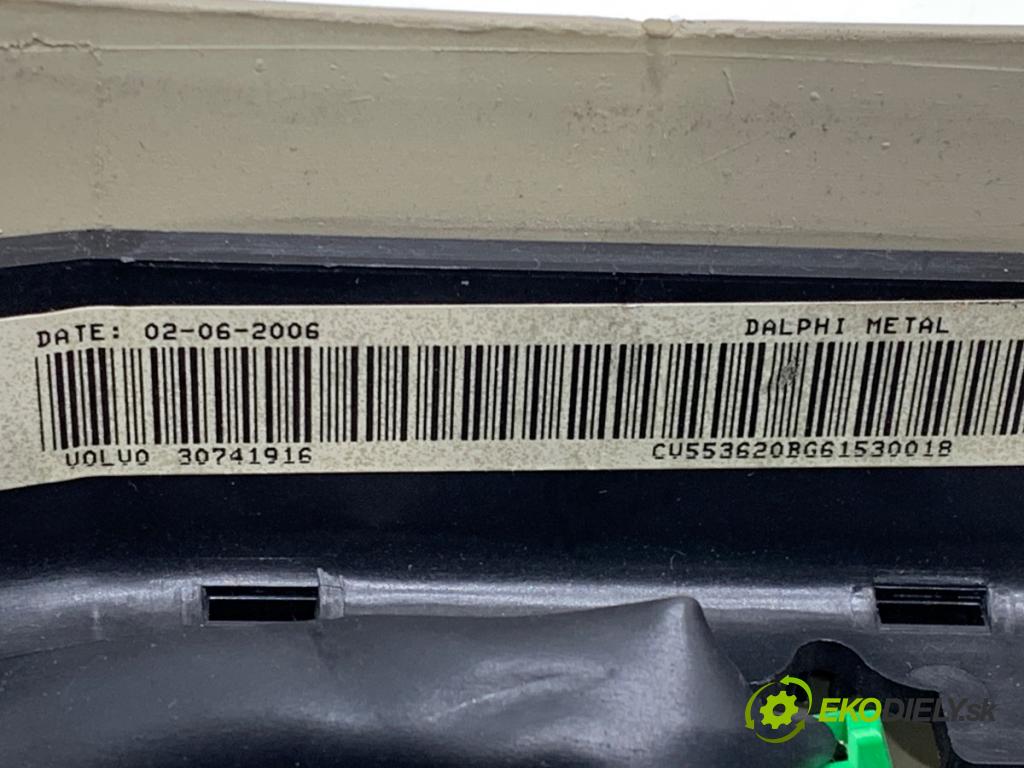 DATE: 02-06-2006 DALPHI METAL
VOLVO 30741916 CV553620BG61530018
EKODIELY.sk